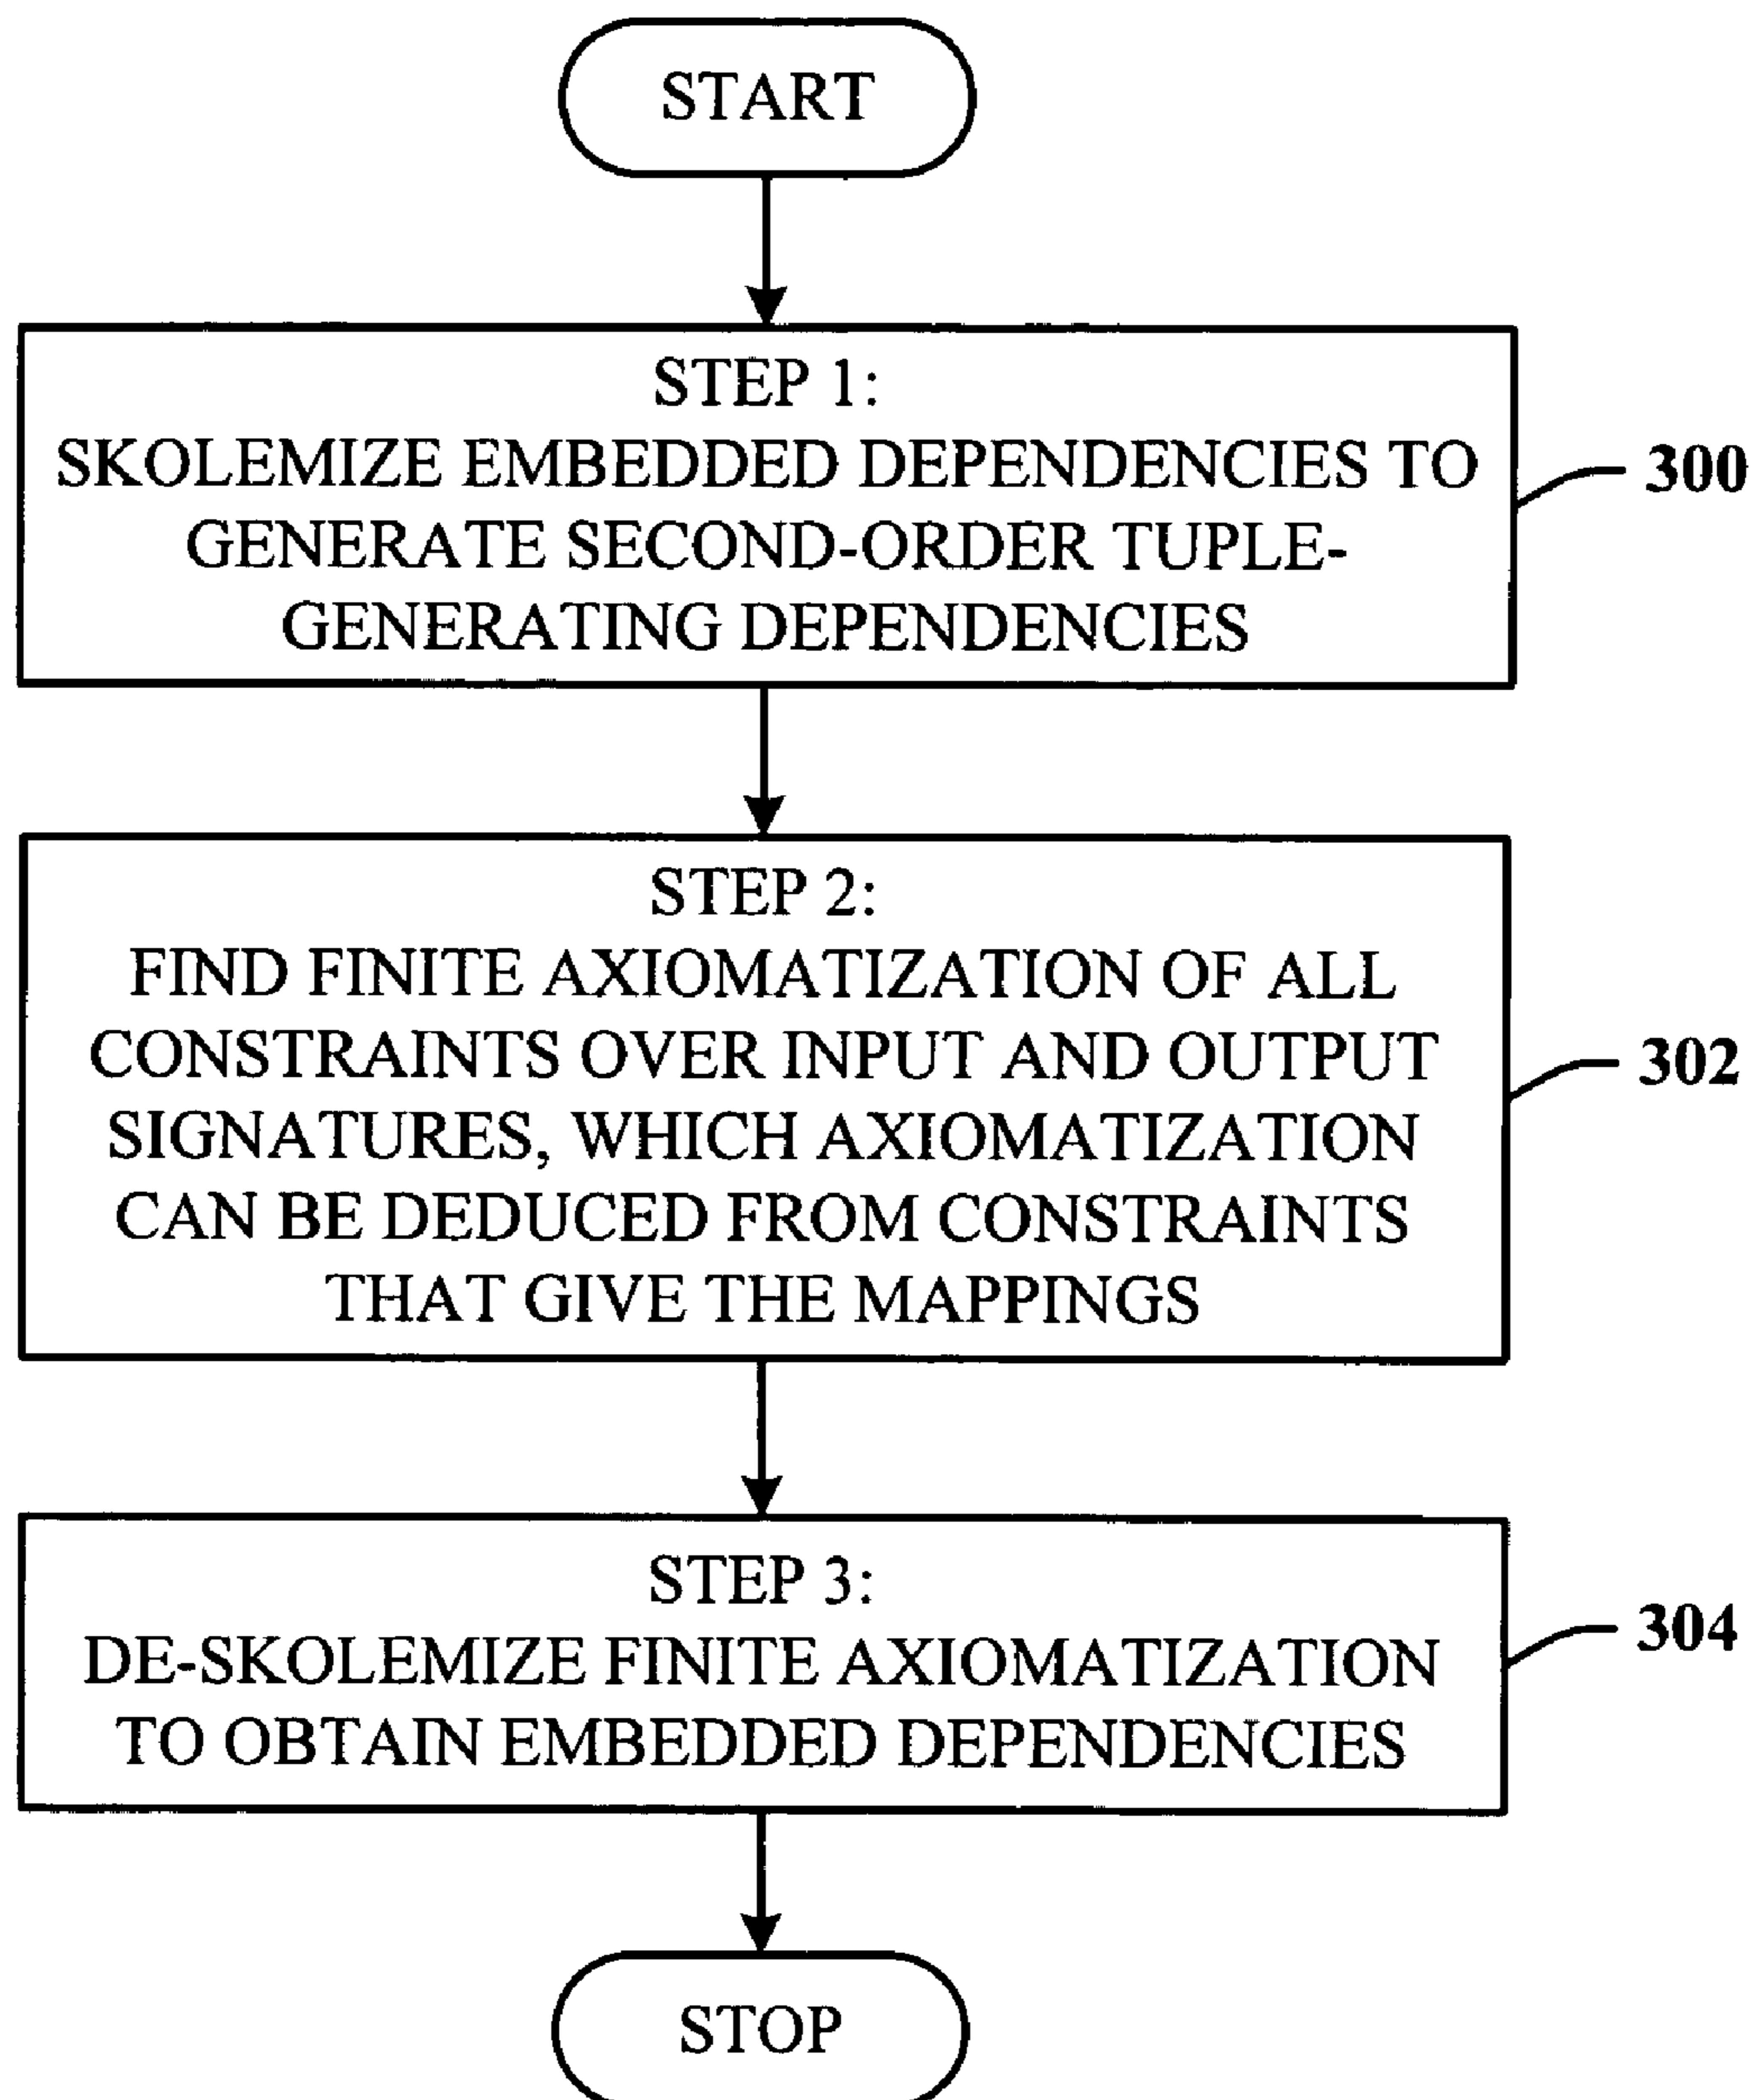 START
STEP 1:
SKOLEMIZE EMBEDDED DEPENDENCIES TO
GENERATE SECOND-ORDER TUPLE-
GENERATING DEPENDENCIES
300
STEP 2:
FIND FINITE AXIOMATIZATION OF ALL
CONSTRAINTS OVER INPUT AND OUTPUT
SIGNATURES, WHICH AXIOMATIZATION
CAN BE DEDUCED FROM CONSTRAINTS
THAT GIVE THE MAPPINGS
302
STEP 3:
DE-SKOLEMIZE FINITE AXIOMATIZATION
TO OBTAIN EMBEDDED DEPENDENCIES
304
STOP